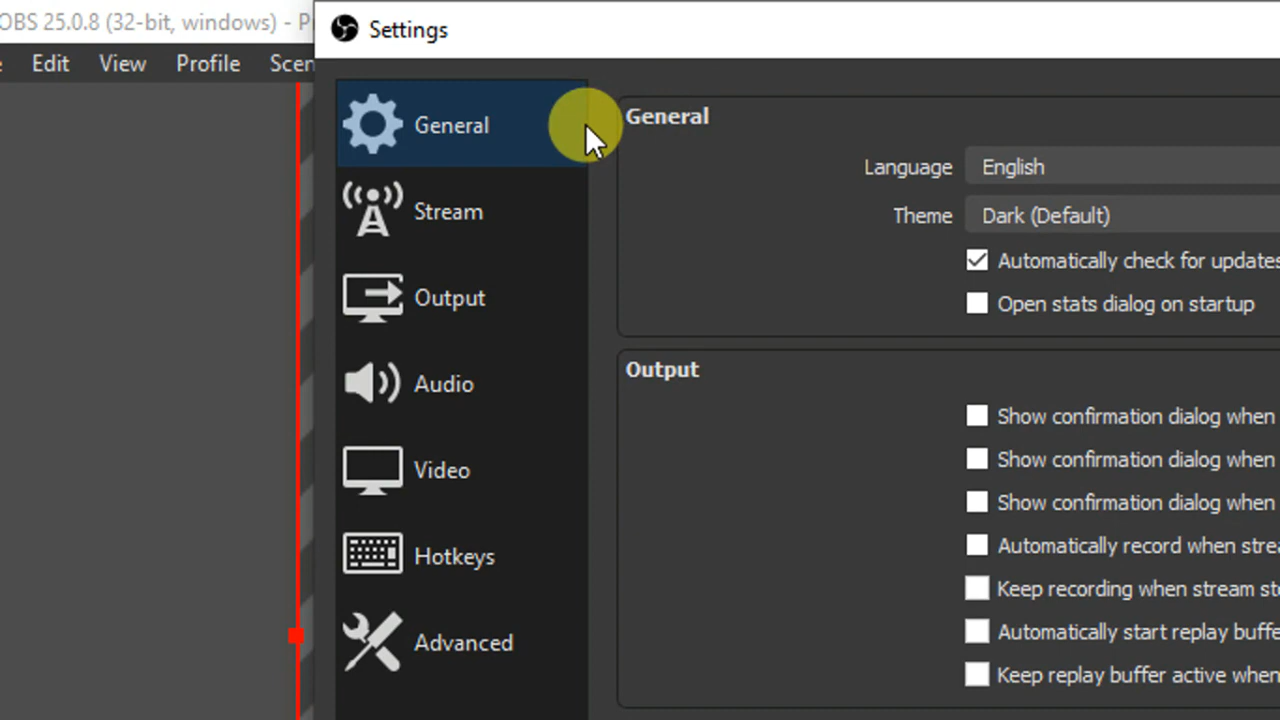 OBS 25.0.8 (32-bit, windows) - P
Settings
Edit View Profile Scen
General
Stream
Output
Audio
Video
Hotkeys
Advanced
General
Language English
Theme Dark (Default)
Automatically check for updates
Open stats dialog on startup
Output
Show confirmation dialog when
Show confirmation dialog when
Show confirmation dialog when
Automatically record when strea
Keep recording when stream sto
Automatically start replay buffe
Keep replay buffer active when